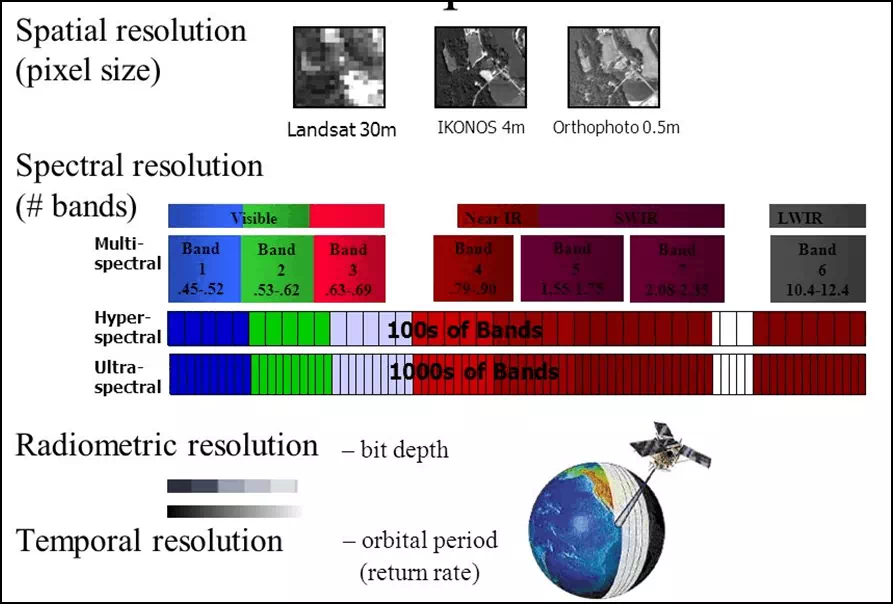 Spatial resolution
(pixel size)
Landsat 30m
IKONOS 4m
Orthophoto 0.5m
Spectral resolution
(# bands)
Visible
Near IR
SWIR
LWIR
Multi-
spectral
Band
1
.45-.52
Band
2
.53-.62
Band
3
.63-.69
Band
4
.79-.90
Band
5
1.55-1.75
Band
7
2.08-2.35
Band
6
10.4-12.4
Hyper-
spectral
100s of Bands
Ultra-
spectral
1000s of Bands
Radiometric resolution
– bit depth
Temporal resolution
– orbital period
(return rate)